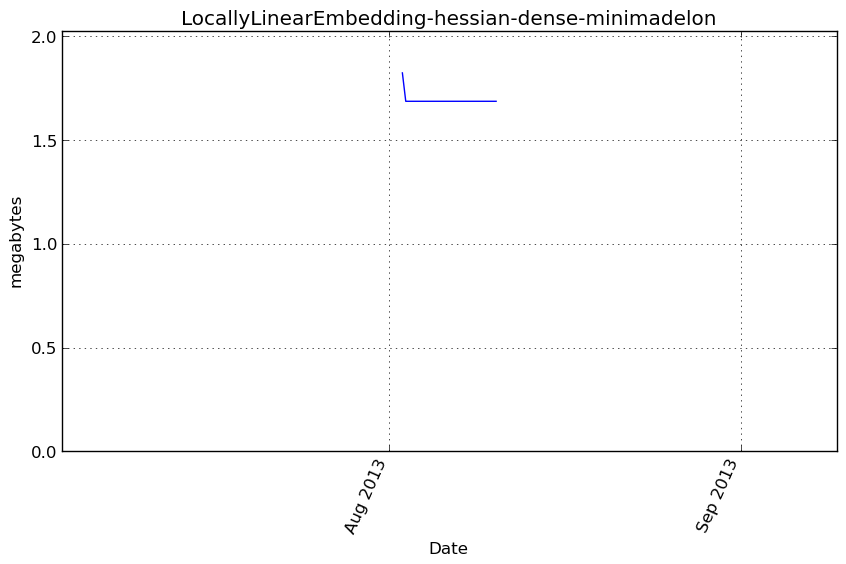 LocallyLinearEmbedding-hessian-dense-minimadelon
2.0
1.5
1.0
0.5
0.0
megabytes
Aug 2013
Sep 2013
Date